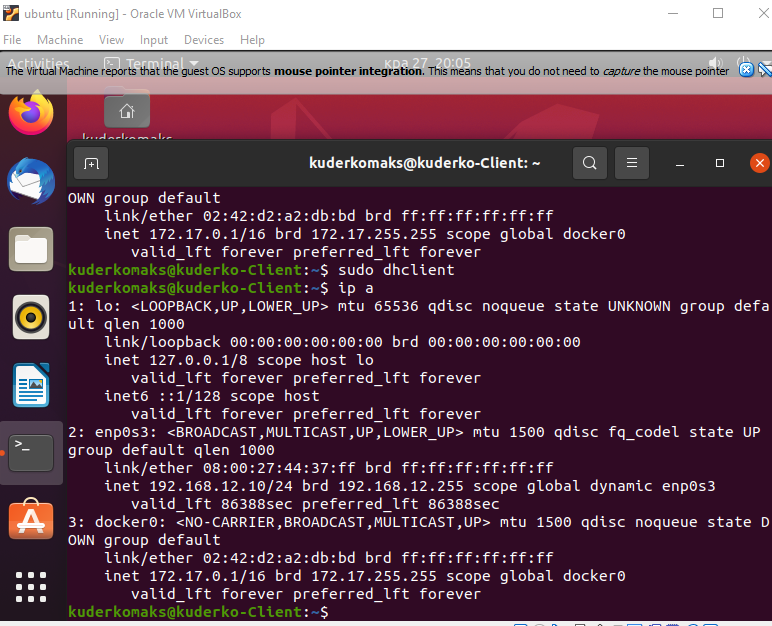 ubuntu [Running] - Oracle VM VirtualBox
File Machine View Input Devices Help
Activities Terminal кра 27 20:05
The Virtual Machine reports that the guest OS supports mouse pointer integration. This means that you do not need to capture the mouse pointer
kuderkomaks
kuderkomaks@kuderko-Client: ~
OWN group default
link/ether 02:42:d2:a2:db:bd brd ff:ff:ff:ff:ff:ff
inet 172.17.0.1/16 brd 172.17.255.255 scope global docker0
valid_lft forever preferred_lft forever
kuderkomaks@kuderko-Client:~$ sudo dhclient
kuderkomaks@kuderko-Client:~$ ip a
1: lo: <LOOPBACK,UP,LOWER_UP> mtu 65536 qdisc noqueue state UNKNOWN group defa
ult qlen 1000
link/loopback 00:00:00:00:00:00 brd 00:00:00:00:00:00
inet 127.0.0.1/8 scope host lo
valid_lft forever preferred_lft forever
inet6 ::1/128 scope host
valid_lft forever preferred_lft forever
2: enp0s3: <BROADCAST,MULTICAST,UP,LOWER_UP> mtu 1500 qdisc fq_codel state UP
group default qlen 1000
link/ether 08:00:27:44:37:ff brd ff:ff:ff:ff:ff:ff
inet 192.168.12.10/24 brd 192.168.12.255 scope global dynamic enp0s3
valid_lft 86388sec preferred_lft 86388sec
3: docker0: <NO-CARRIER,BROADCAST,MULTICAST,UP> mtu 1500 qdisc noqueue state D
OWN group default
link/ether 02:42:d2:a2:db:bd brd ff:ff:ff:ff:ff:ff
inet 172.17.0.1/16 brd 172.17.255.255 scope global docker0
valid_lft forever preferred_lft forever
kuderkomaks@kuderko-Client:~$